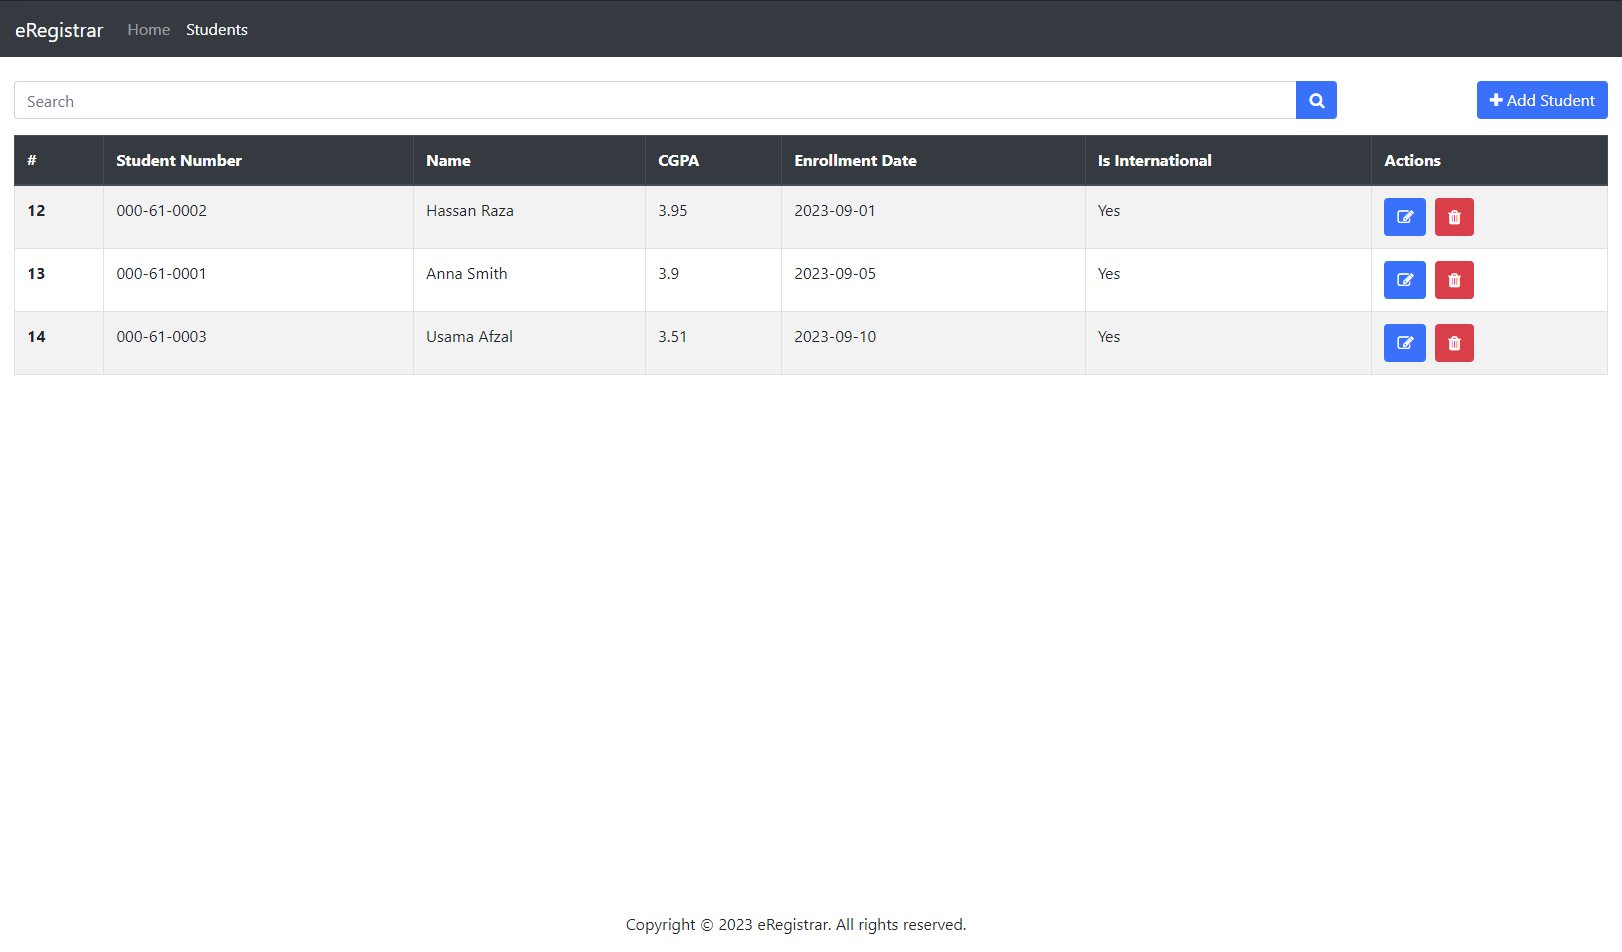 eRegistrar Home Students
Search
Add Student
# Student Number Name CGPA Enrollment Date Is International Actions
12 000-61-0002 Hassan Raza 3.95 2023-09-01 Yes
13 000-61-0001 Anna Smith 3.9 2023-09-05 Yes
14 000-61-0003 Usama Afzal 3.51 2023-09-10 Yes
Copyright © 2023 eRegistrar. All rights reserved.